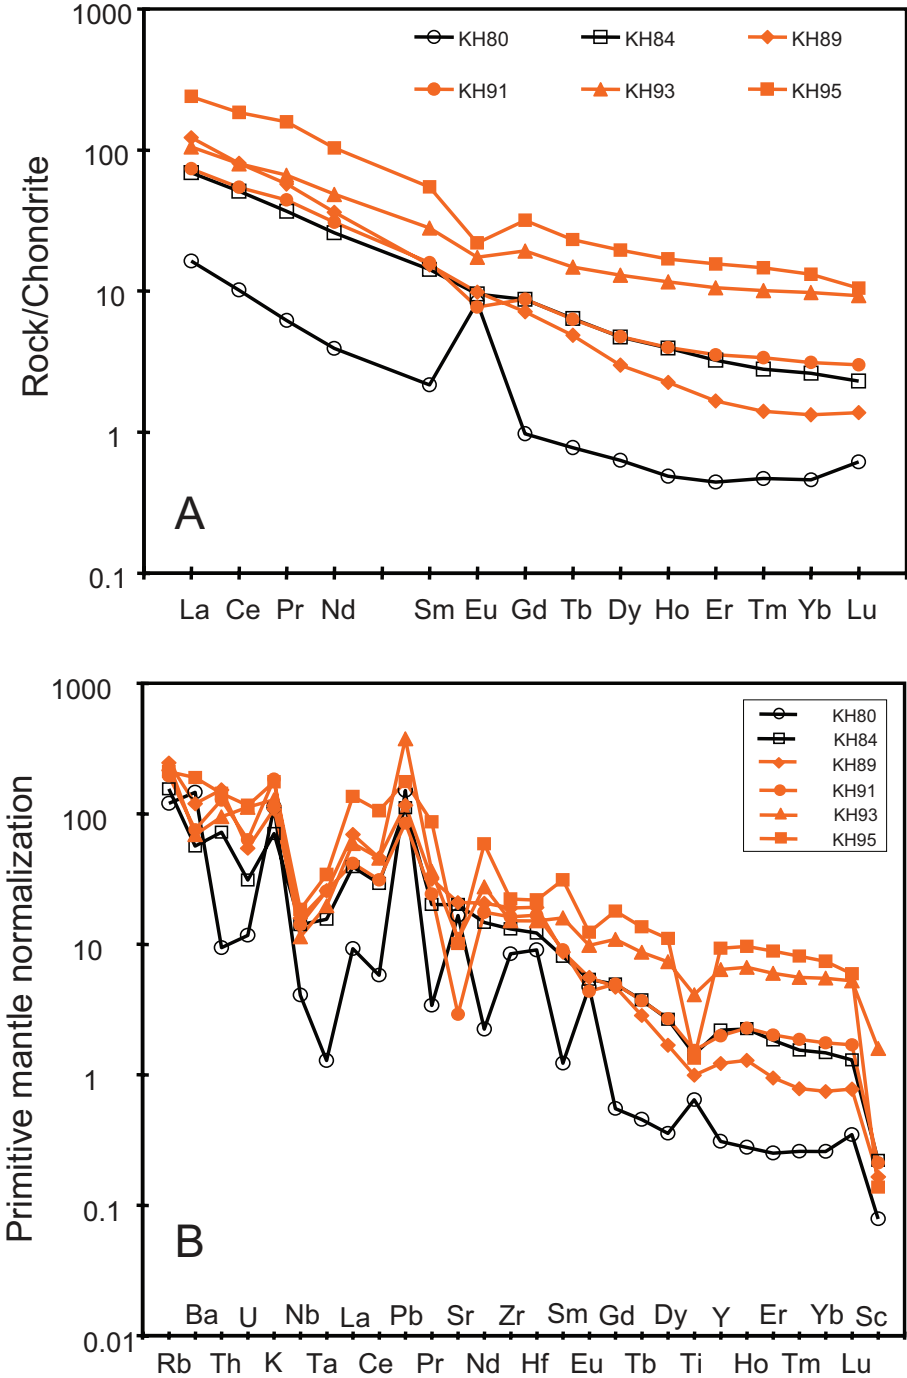 1000
100
10
1
0.1
Rock/Chondrite
KH80 KH84 KH89
KH91 KH93 KH95
A
La Ce Pr Nd Sm Eu Gd Tb Dy Ho Er Tm Yb Lu
1000
100
10
1
0.1
0.01
Primitive mantle normalization
KH80
KH84
KH89
KH91
KH93
KH95
B
Ba U Nb La Pb Sr Zr Sm Gd Dy Y Er Yb Sc
Rb Th K Ta Ce Pr Nd Hf Eu Tb Ti Ho Tm Lu